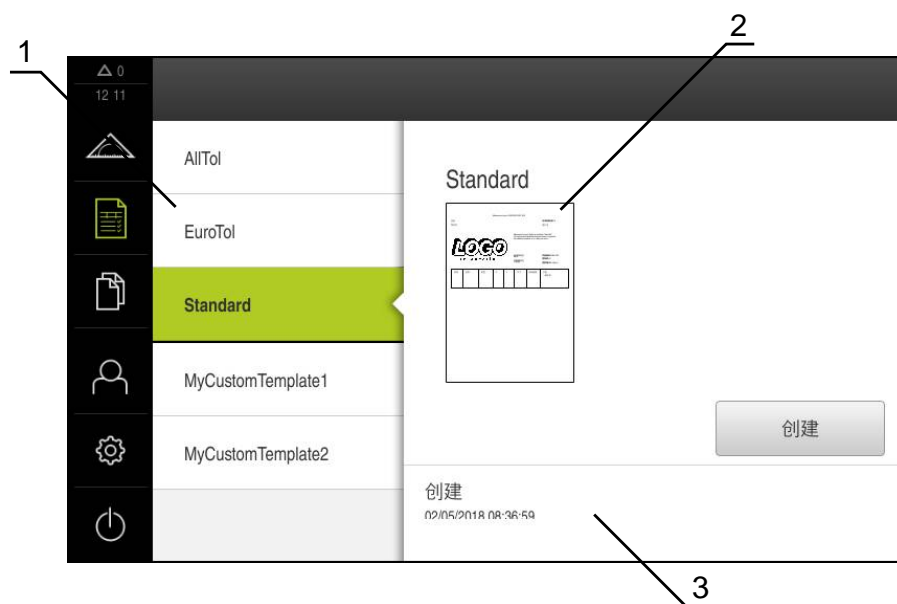 1
2
0
12 11
AllTol
EuroTol
Standard
MyCustomTemplate1
MyCustomTemplate2
Standard
LOGO
创建
创建
02/05/2018 08:36:59
3